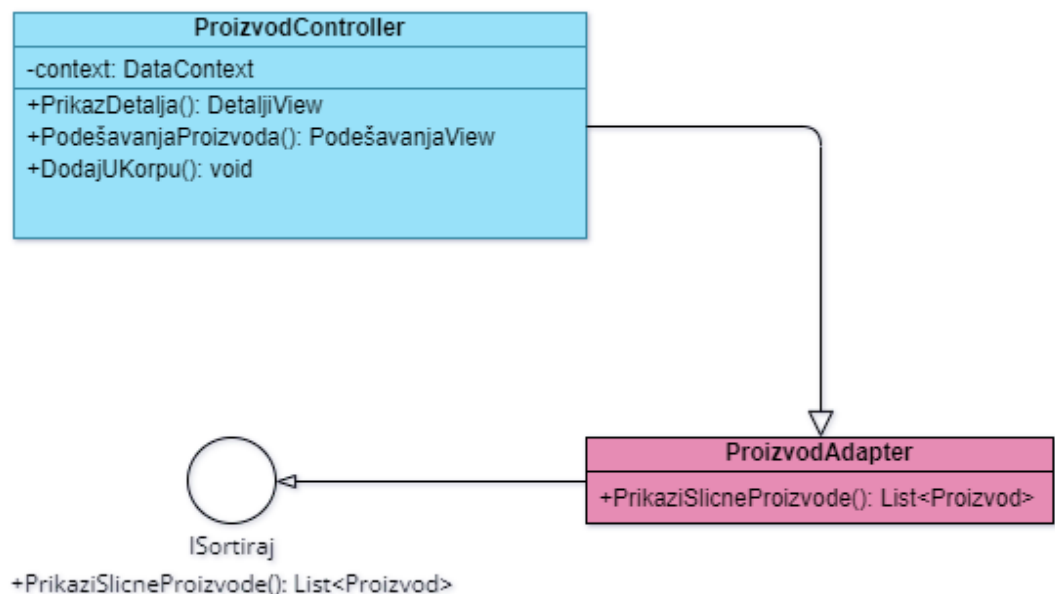 ProizvodController
-context: DataContext
+PrikazDetalja(): DetaljiView
+PodešavanjaProizvoda(): PodešavanjaView
+DodajUKorpu(): void
ProizvodAdapter
+PrikaziSlicneProizvode(): List<Proizvod>
ISortiraj
+PrikaziSlicneProizvode(): List<Proizvod>